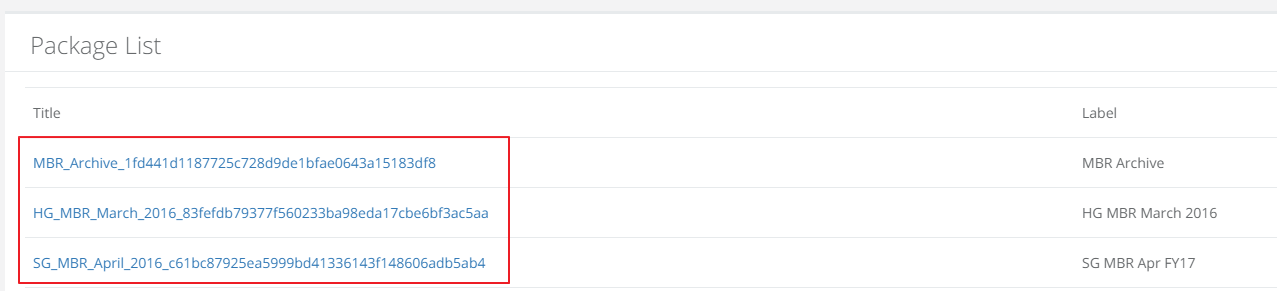 Package List
Title Label
MBR_Archive_1fd441d1187725c728d9de1bfae0643a15183df8 MBR Archive
HG_MBR_March_2016_83fefdb79377f560233ba98eda17cbe6bf3ac5aa HG MBR March 2016
SG_MBR_April_2016_c61bc87925ea5999bd41336143f148606adb5ab4 SG MBR Apr FY17